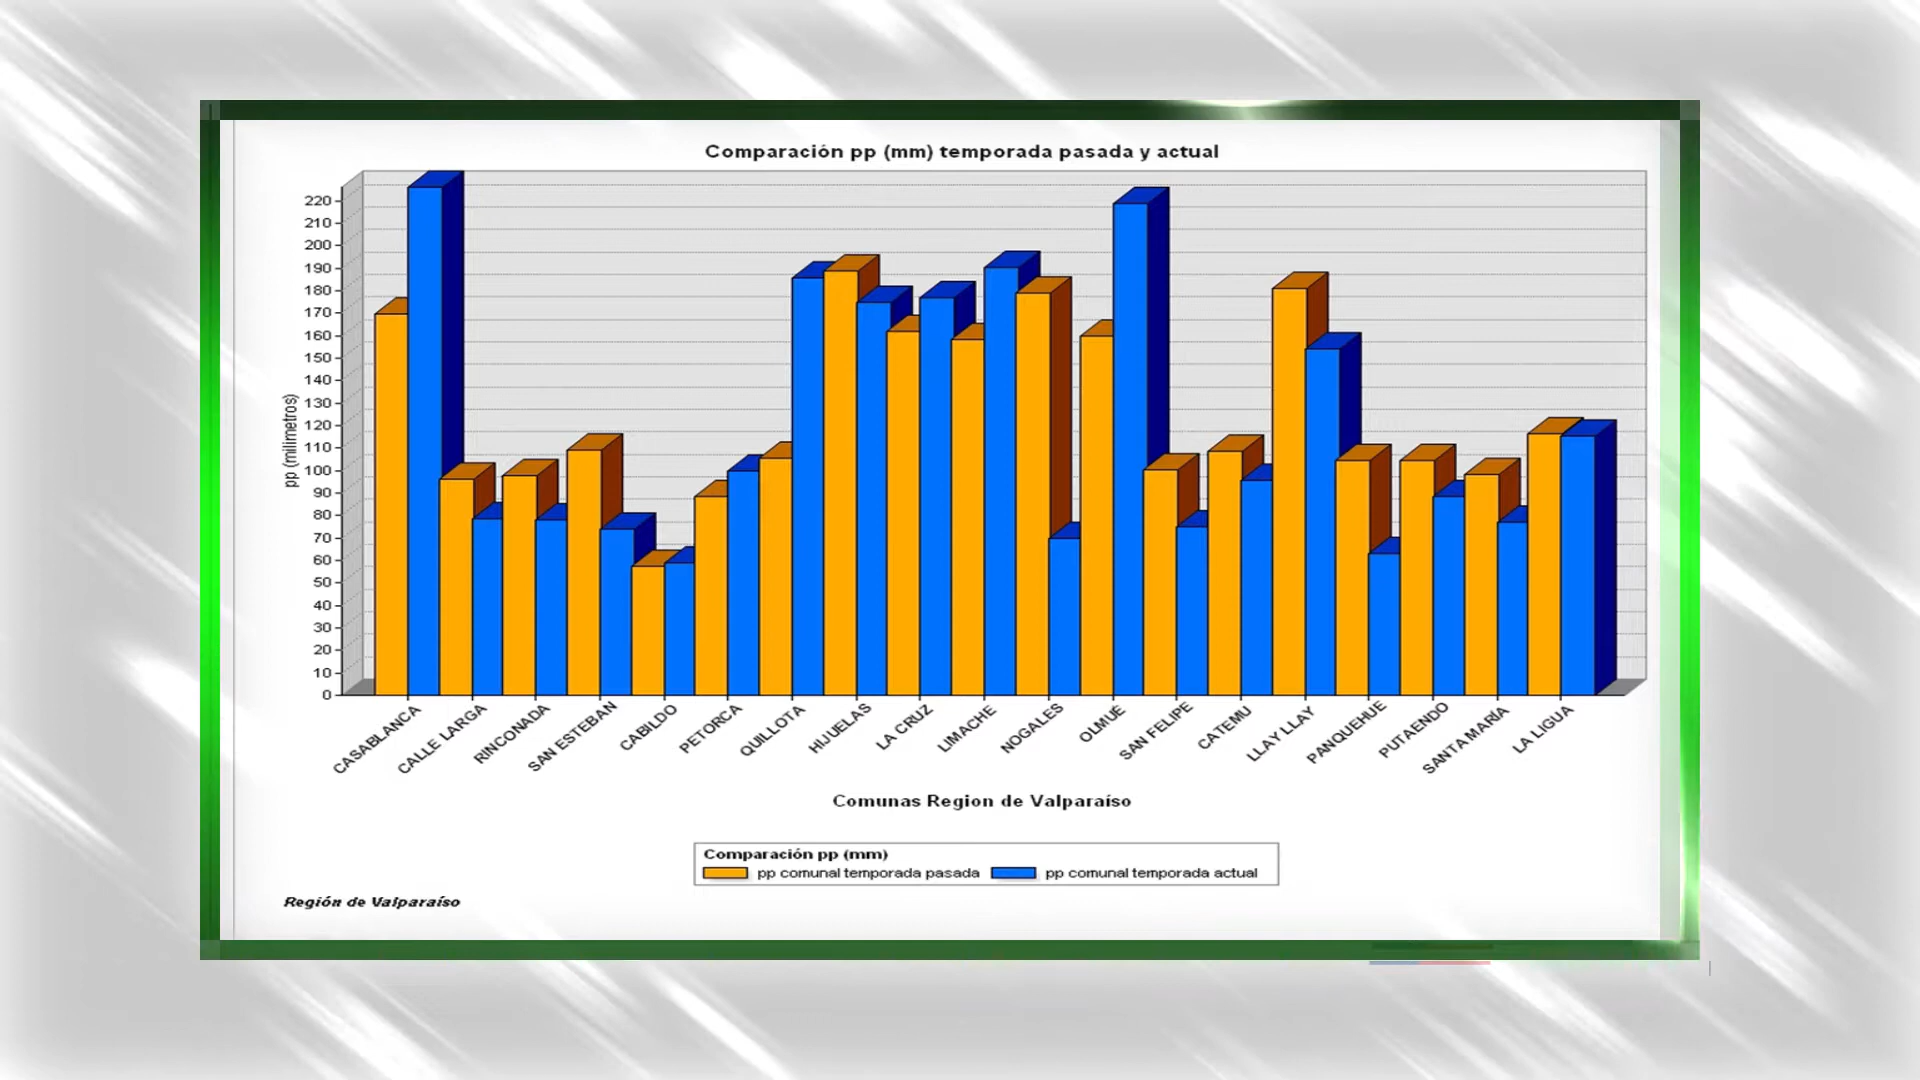 Comparación pp (mm) temporada pasada y actual
220
210
200
190
180
170
160
150
140
130
120
110
100
90
80
70
60
50
40
30
20
10
0
pp (milimetros)
CASABLANCA
CALLE LARGA
RINCONADA
SAN ESTEBAN
CABILDO
PETORCA
QUILLOTA
HIJUELAS
LA CRUZ
LIMACHE
NOGALES
OLMUE
SAN FELIPE
CATEMU
LLAY LLAY
PANQUEHUE
PUTAENDO
SANTA MARÍA
LA LIGUA
Comunas Region de Valparaíso
Comparación pp (mm)
pp comunal temporada pasada pp comunal temporada actual
Región de Valparaíso